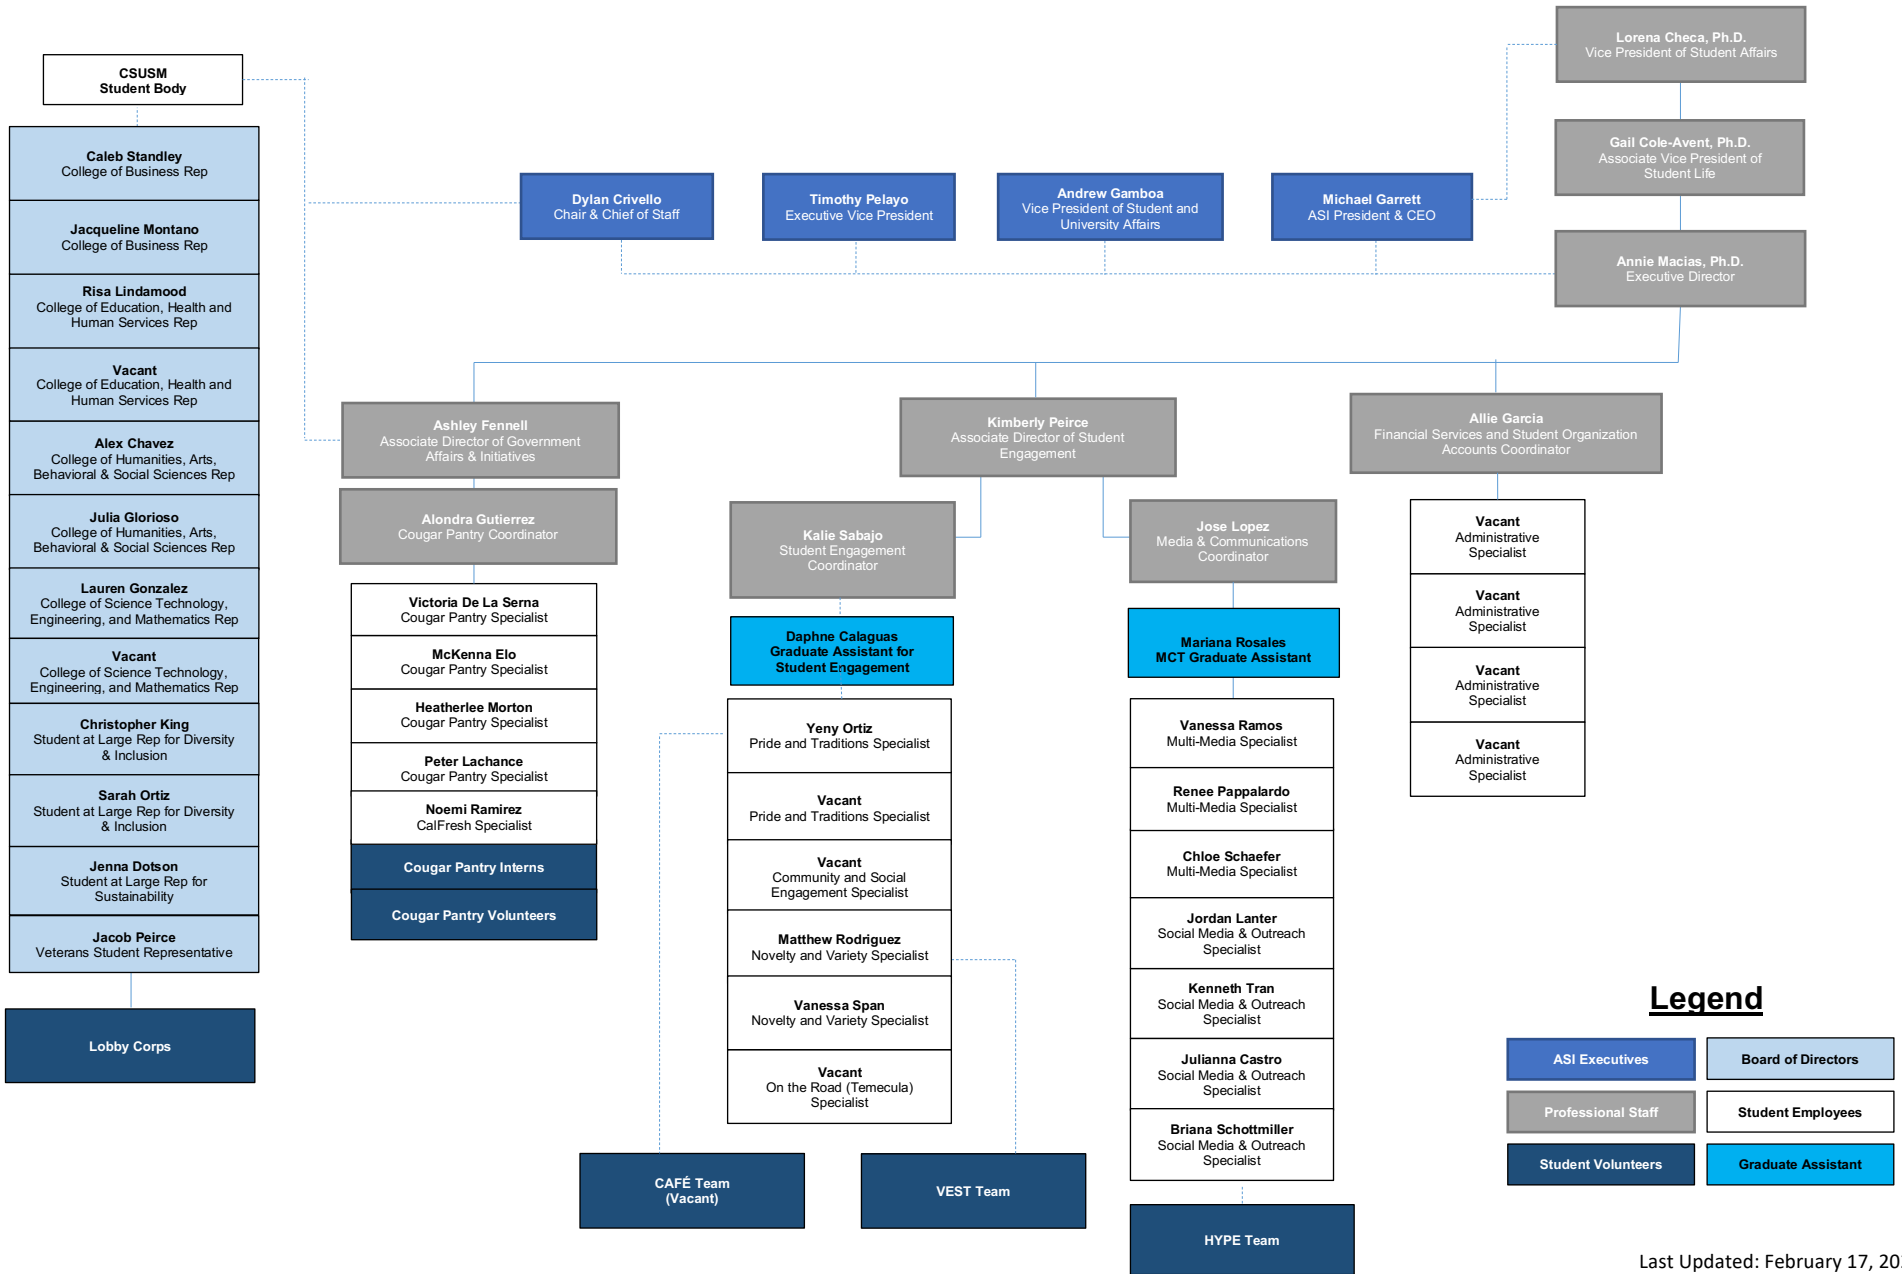 CSUSM
Student Body
Caleb Standley
College of Business Rep
Jacqueline Montano
College of Business Rep
Risa Lindamood
College of Education, Health and
Human Services Rep
Vacant
College of Education, Health and
Human Services Rep
Alex Chavez
College of Humanities, Arts,
Behavioral & Social Sciences Rep
Julia Glorioso
College of Humanities, Arts,
Behavioral & Social Sciences Rep
Lauren Gonzalez
College of Science Technology,
Engineering, and Mathematics Rep
Vacant
College of Science Technology,
Engineering, and Mathematics Rep
Christopher King
Student at Large Rep for Diversity
& Inclusion
Sarah Ortiz
Student at Large Rep for Diversity
& Inclusion
Jenna Dotson
Student at Large Rep for
Sustainability
Jacob Peirce
Veterans Student Representative
Lobby Corps
Lorena Checa, Ph.D.
Vice President of Student Affairs
Gail Cole-Avent, Ph.D.
Associate Vice President of
Student Life
Dylan Crivello
Chair & Chief of Staff
Timothy Pelayo
Executive Vice President
Andrew Gamboa
Vice President of Student and
University Affairs
Michael Garrett
ASI President & CEO
Annie Macias, Ph.D.
Executive Director
Ashley Fennell
Associate Director of Government
Affairs & Initiatives
Alondra Gutierrez
Cougar Pantry Coordinator
Victoria De La Serna
Cougar Pantry Specialist
McKenna Elo
Cougar Pantry Specialist
Heatherlee Morton
Cougar Pantry Specialist
Peter Lachance
Cougar Pantry Specialist
Noemi Ramirez
CalFresh Specialist
Cougar Pantry Interns
Cougar Pantry Volunteers
Kimberly Peirce
Associate Director of Student
Engagement
Kalie Sabajo
Student Engagement
Coordinator
Daphne Calaguas
Graduate Assistant for
Student Engagement
Yeny Ortiz
Pride and Traditions Specialist
Vacant
Pride and Traditions Specialist
Vacant
Community and Social
Engagement Specialist
Matthew Rodriguez
Novelty and Variety Specialist
Vanessa Span
Novelty and Variety Specialist
Vacant
On the Road (Temecula)
Specialist
CAFÉ Team
(Vacant)
VEST Team
Jose Lopez
Media & Communications
Coordinator
Mariana Rosales
MCT Graduate Assistant
Vanessa Ramos
Multi-Media Specialist
Renee Pappalardo
Multi-Media Specialist
Chloe Schaefer
Multi-Media Specialist
Jordan Lanter
Social Media & Outreach
Specialist
Kenneth Tran
Social Media & Outreach
Specialist
Julianna Castro
Social Media & Outreach
Specialist
Briana Schottmiller
Social Media & Outreach
Specialist
HYPE Team
Allie Garcia
Financial Services and Student Organization
Accounts Coordinator
Vacant
Administrative
Specialist
Vacant
Administrative
Specialist
Vacant
Administrative
Specialist
Vacant
Administrative
Specialist
Legend
ASI Executives
Board of Directors
Professional Staff
Student Employees
Student Volunteers
Graduate Assistant
Last Updated: February 17, 20